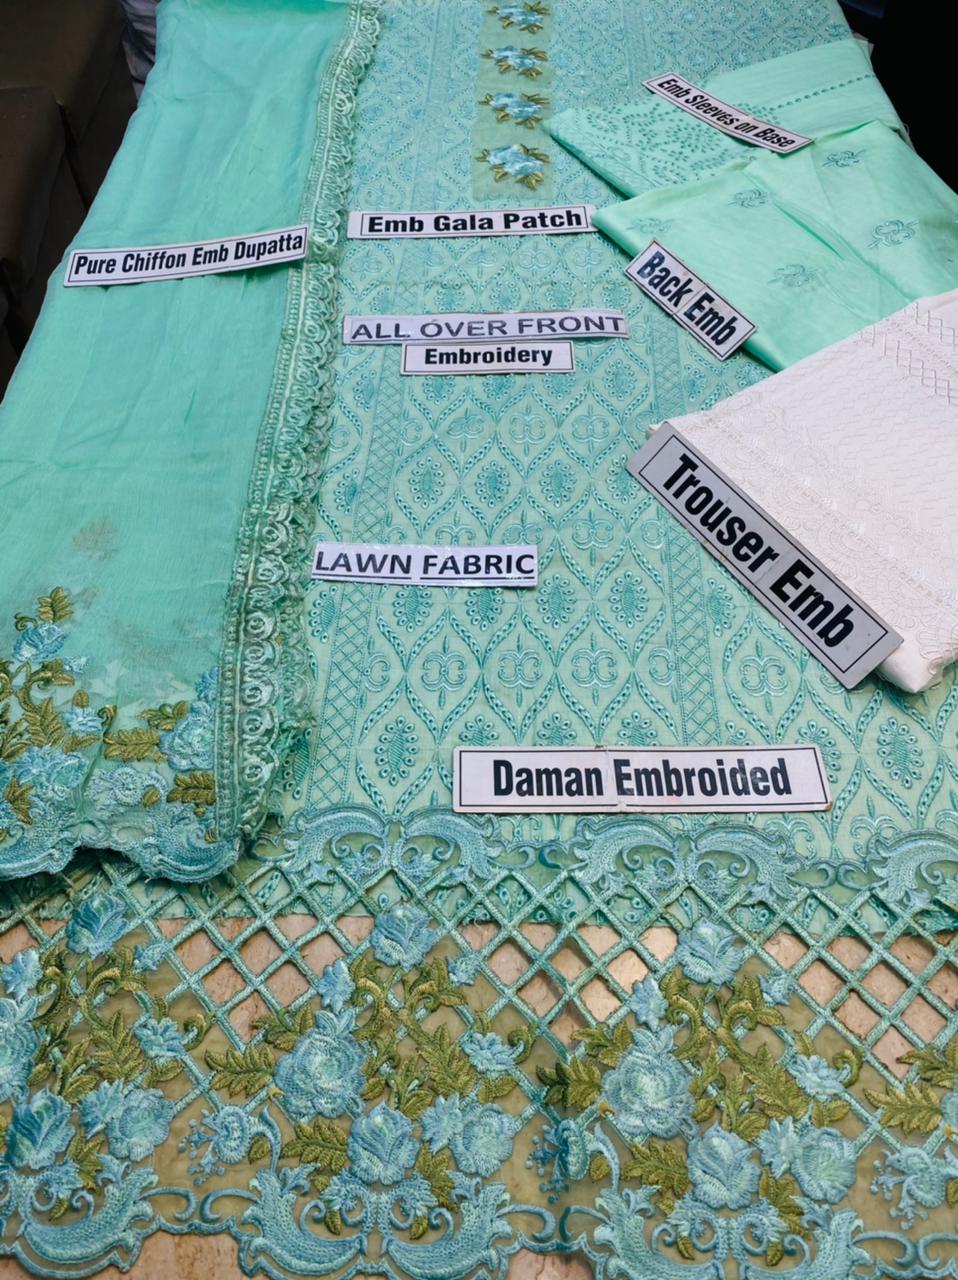 Emb Sleeves on Base
Emb Gala Patch
Pure Chiffon Emb Dupatta
Back Emb
ALL OVER FRONT
Embroidery
Trouser Emb
LAWN FABRIC
Daman Embroided